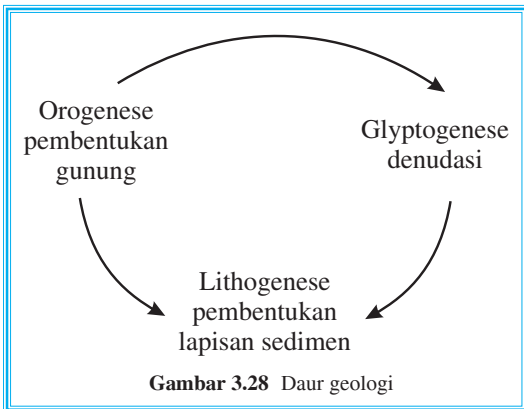 Orogenese
pembentukan
gunung
Glyptogenese
denudasi
Lithogenese
pembentukan
lapisan sedimen
Gambar 3.28 Daur geologi